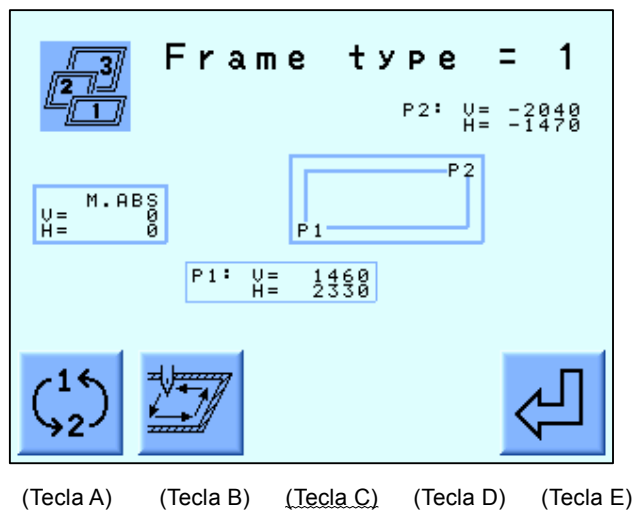 3
2
1
Frame type = 1
P2: V= -2040
H= -1470
M.ABS
V= 0
H= 0
P2
P1
P1: V= 1460
H= 2330
1
2
(Tecla A) (Tecla B) (Tecla C) (Tecla D) (Tecla E)